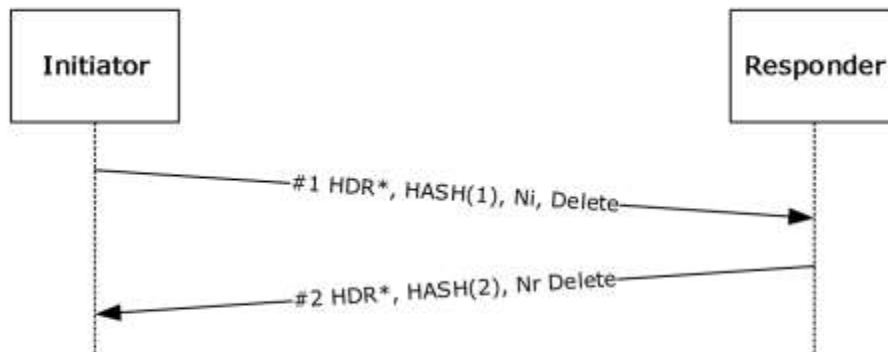 Initiator
Responder
#1 HDR*, HASH(1), Ni, Delete
#2 HDR*, HASH(2), Nr Delete